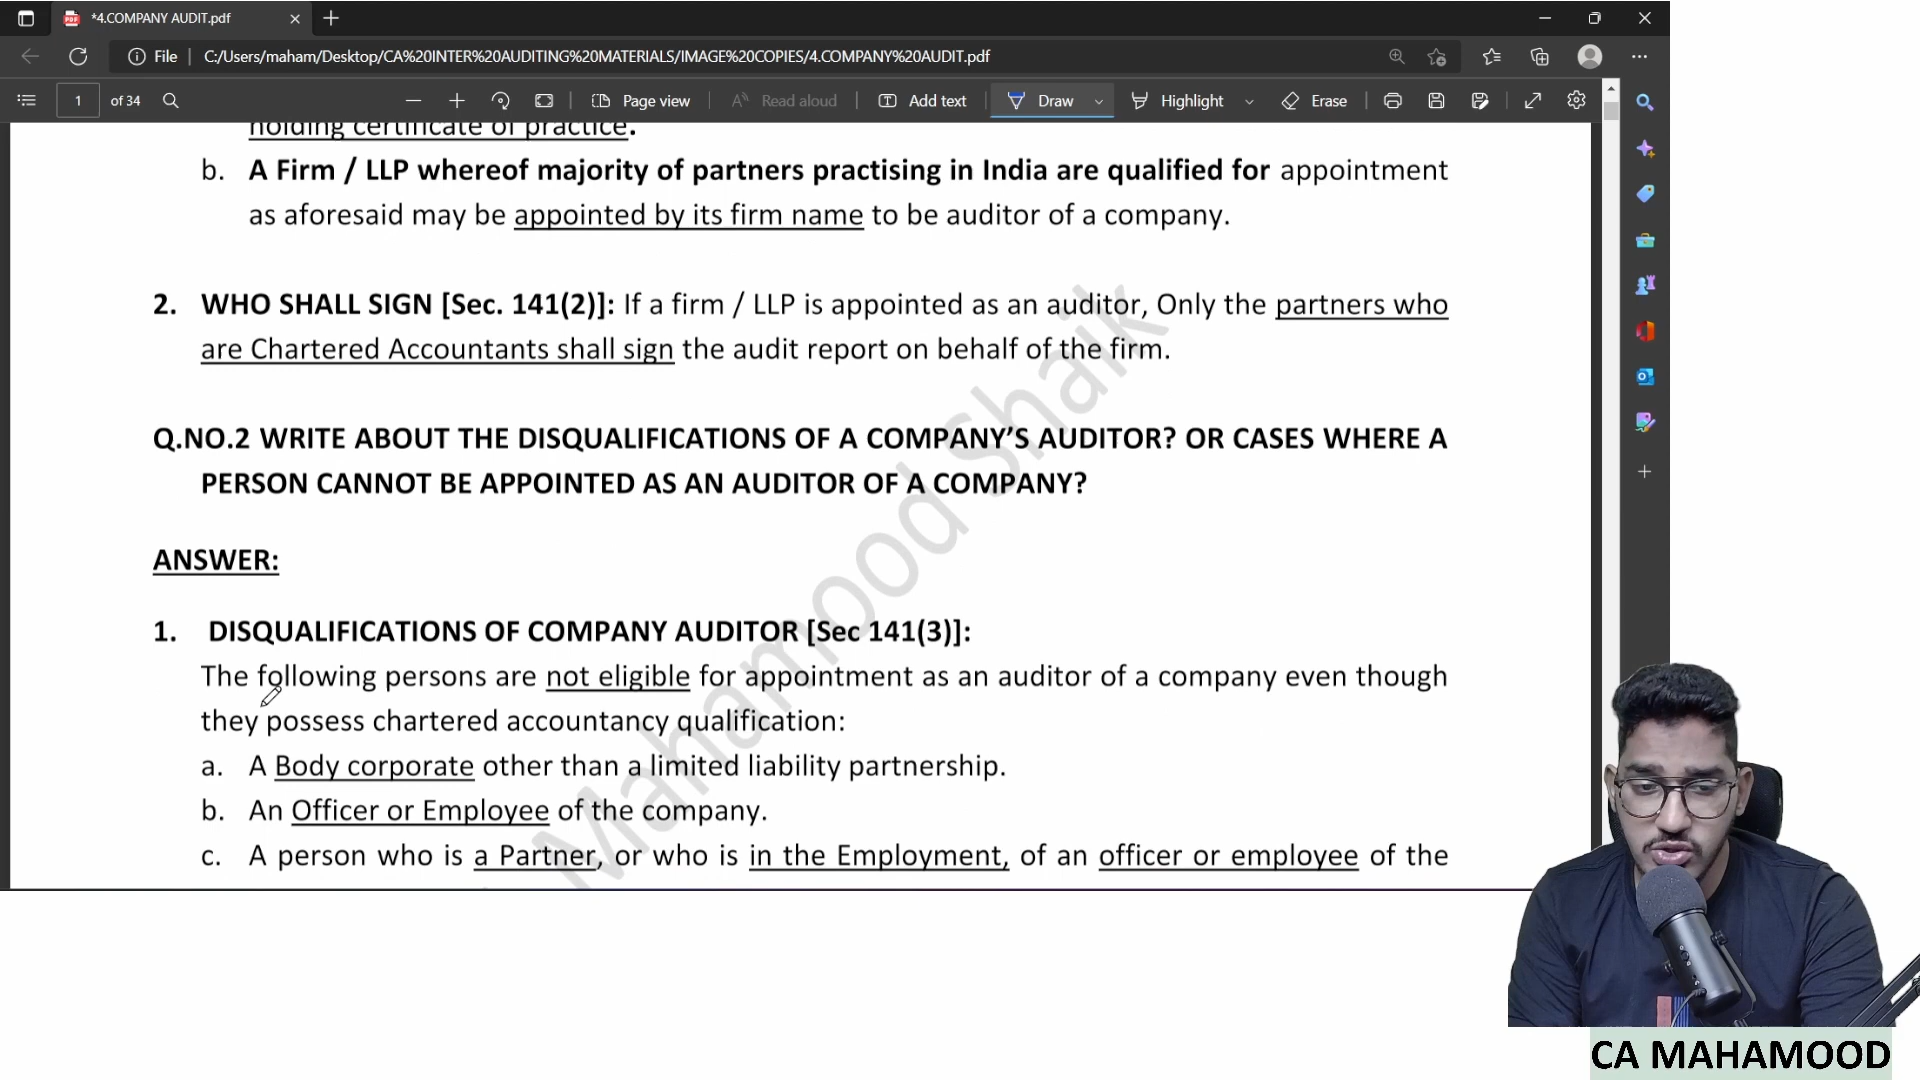 *4.COMPANY AUDIT.pdf
File C:/Users/maham/Desktop/CA%20INTER%20AUDITING%20MATERIALS/IMAGE%20COPIES/4.COMPANY%20AUDIT.pdf
1 of 34 Page view Read aloud Add text Draw Highlight Erase
holding certificate of practice.
b. A Firm / LLP whereof majority of partners practising in India are qualified for appointment
as aforesaid may be appointed by its firm name to be auditor of a company.
2. WHO SHALL SIGN [Sec. 141(2)]: If a firm / LLP is appointed as an auditor, Only the partners who
are Chartered Accountants shall sign the audit report on behalf of the firm.
Q.NO.2 WRITE ABOUT THE DISQUALIFICATIONS OF A COMPANY’S AUDITOR? OR CASES WHERE A
PERSON CANNOT BE APPOINTED AS AN AUDITOR OF A COMPANY?
ANSWER:
1. DISQUALIFICATIONS OF COMPANY AUDITOR [Sec 141(3)]:
The following persons are not eligible for appointment as an auditor of a company even though
they possess chartered accountancy qualification:
a. A Body corporate other than a limited liability partnership.
b. An Officer or Employee of the company.
c. A person who is a Partner, or who is in the Employment, of an officer or employee of the
Mahamood Shaik
CA MAHAMOOD